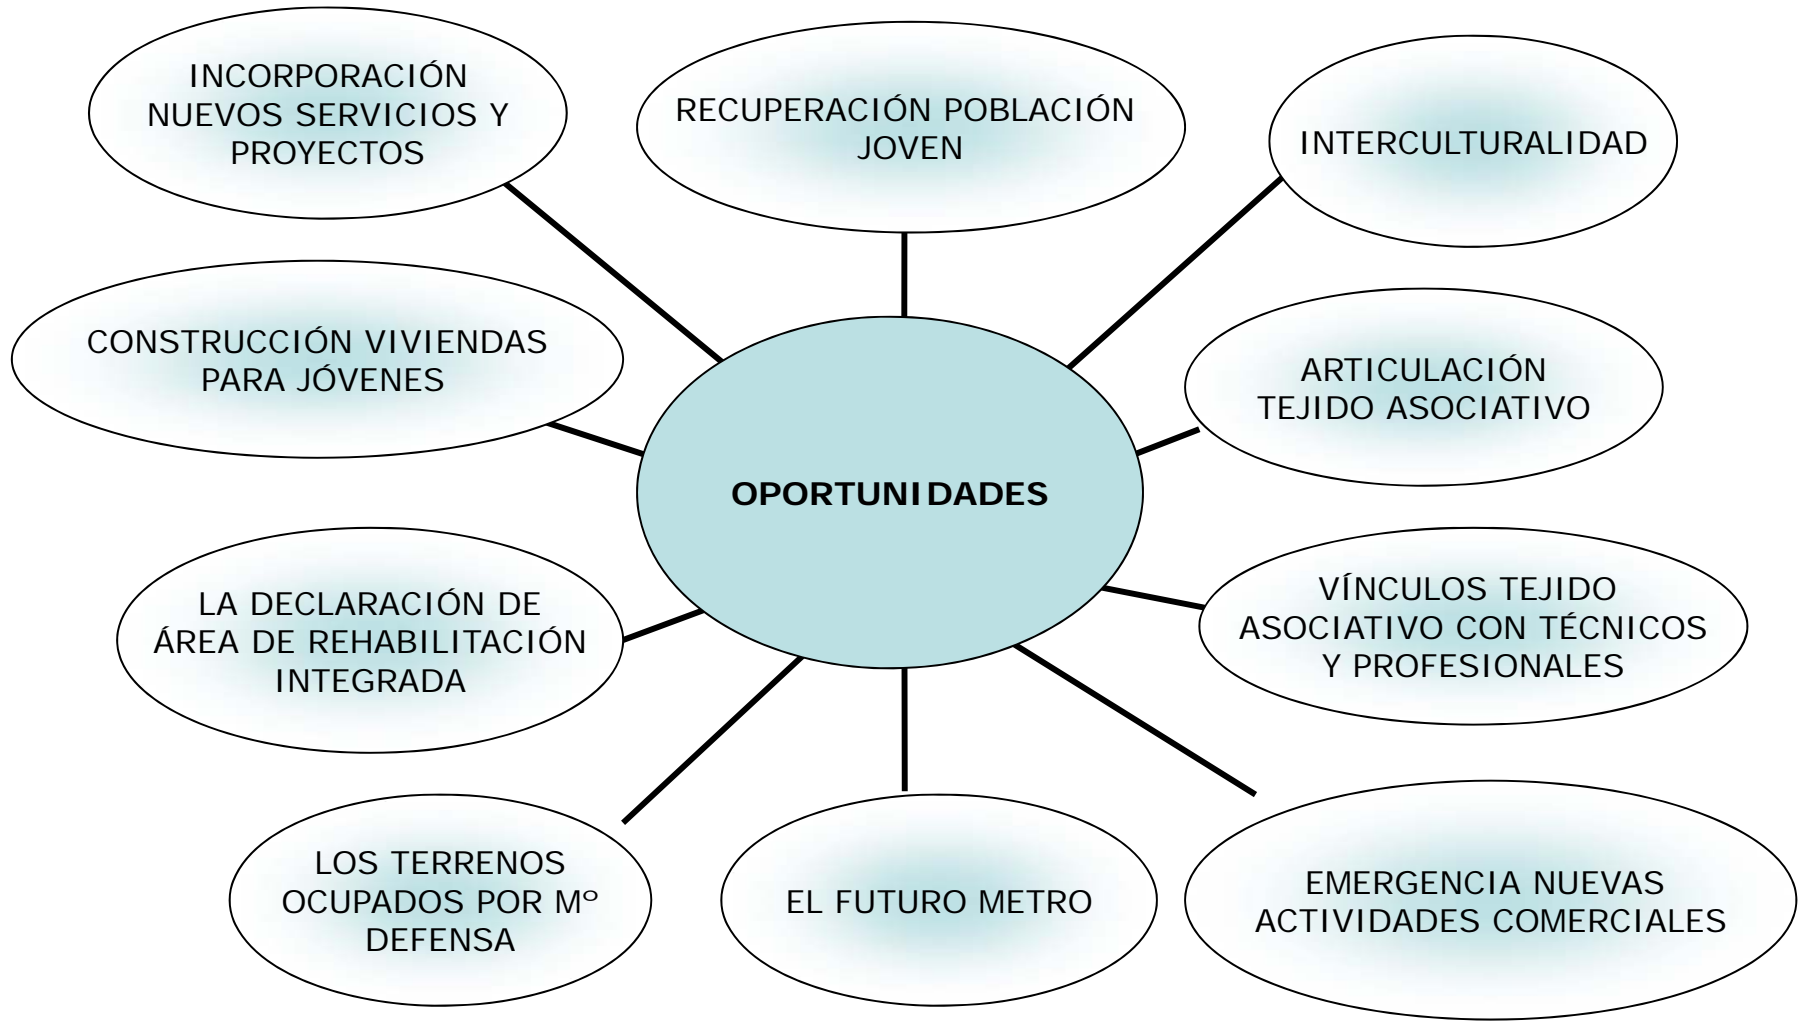 INCORPORACIÓN
NUEVOS SERVICIOS Y
PROYECTOS
RECUPERACIÓN POBLACIÓN
JOVEN
INTERCULTURALIDAD
CONSTRUCCIÓN VIVIENDAS
PARA JÓVENES
ARTICULACIÓN
TEJIDO ASOCIATIVO
OPORTUNIDADES
LA DECLARACIÓN DE
ÁREA DE REHABILITACIÓN
INTEGRADA
VÍNCULOS TEJIDO
ASOCIATIVO CON TÉCNICOS
Y PROFESIONALES
LOS TERRENOS
OCUPADOS POR Mº
DEFENSA
EL FUTURO METRO
EMERGENCIA NUEVAS
ACTIVIDADES COMERCIALES